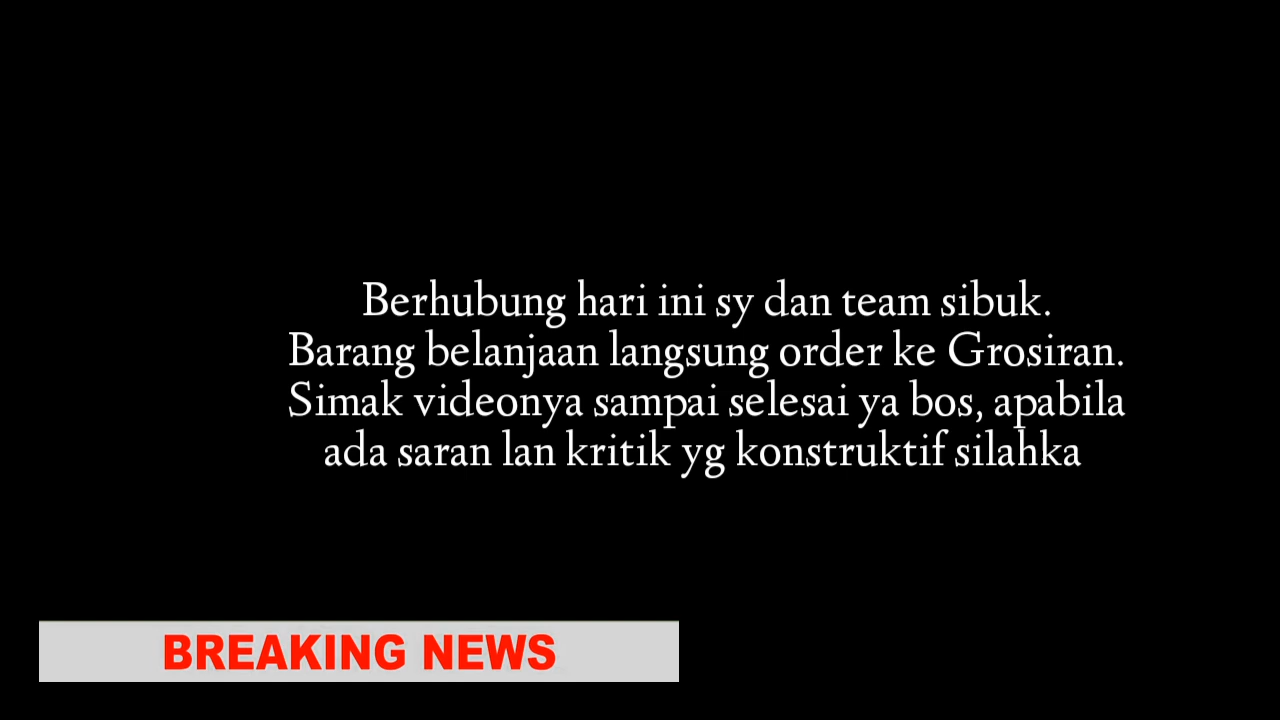 Berhubung hari ini sy dan team sibuk.
Barang belanjaan langsung order ke Grosiran.
Simak videonya sampai selesai ya bos, apabila
ada saran lan kritik yg konstruktif silahka
BREAKING NEWS